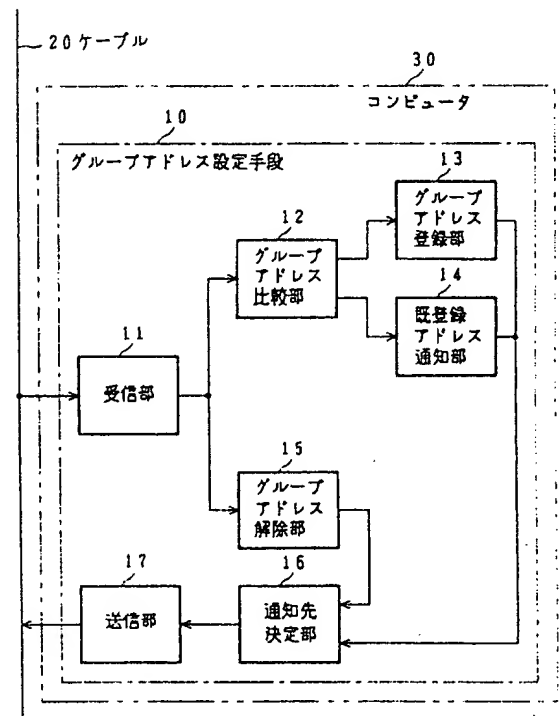 20 ケーブル
30
コンピュータ
10
グループアドレス設定手段
13
グループ
アドレス
登録部
12
グループ
アドレス
比較部
14
既登録
アドレス
通知部
11
受信部
15
グループ
アドレス
解除部
16
通知先
決定部
17
送信部